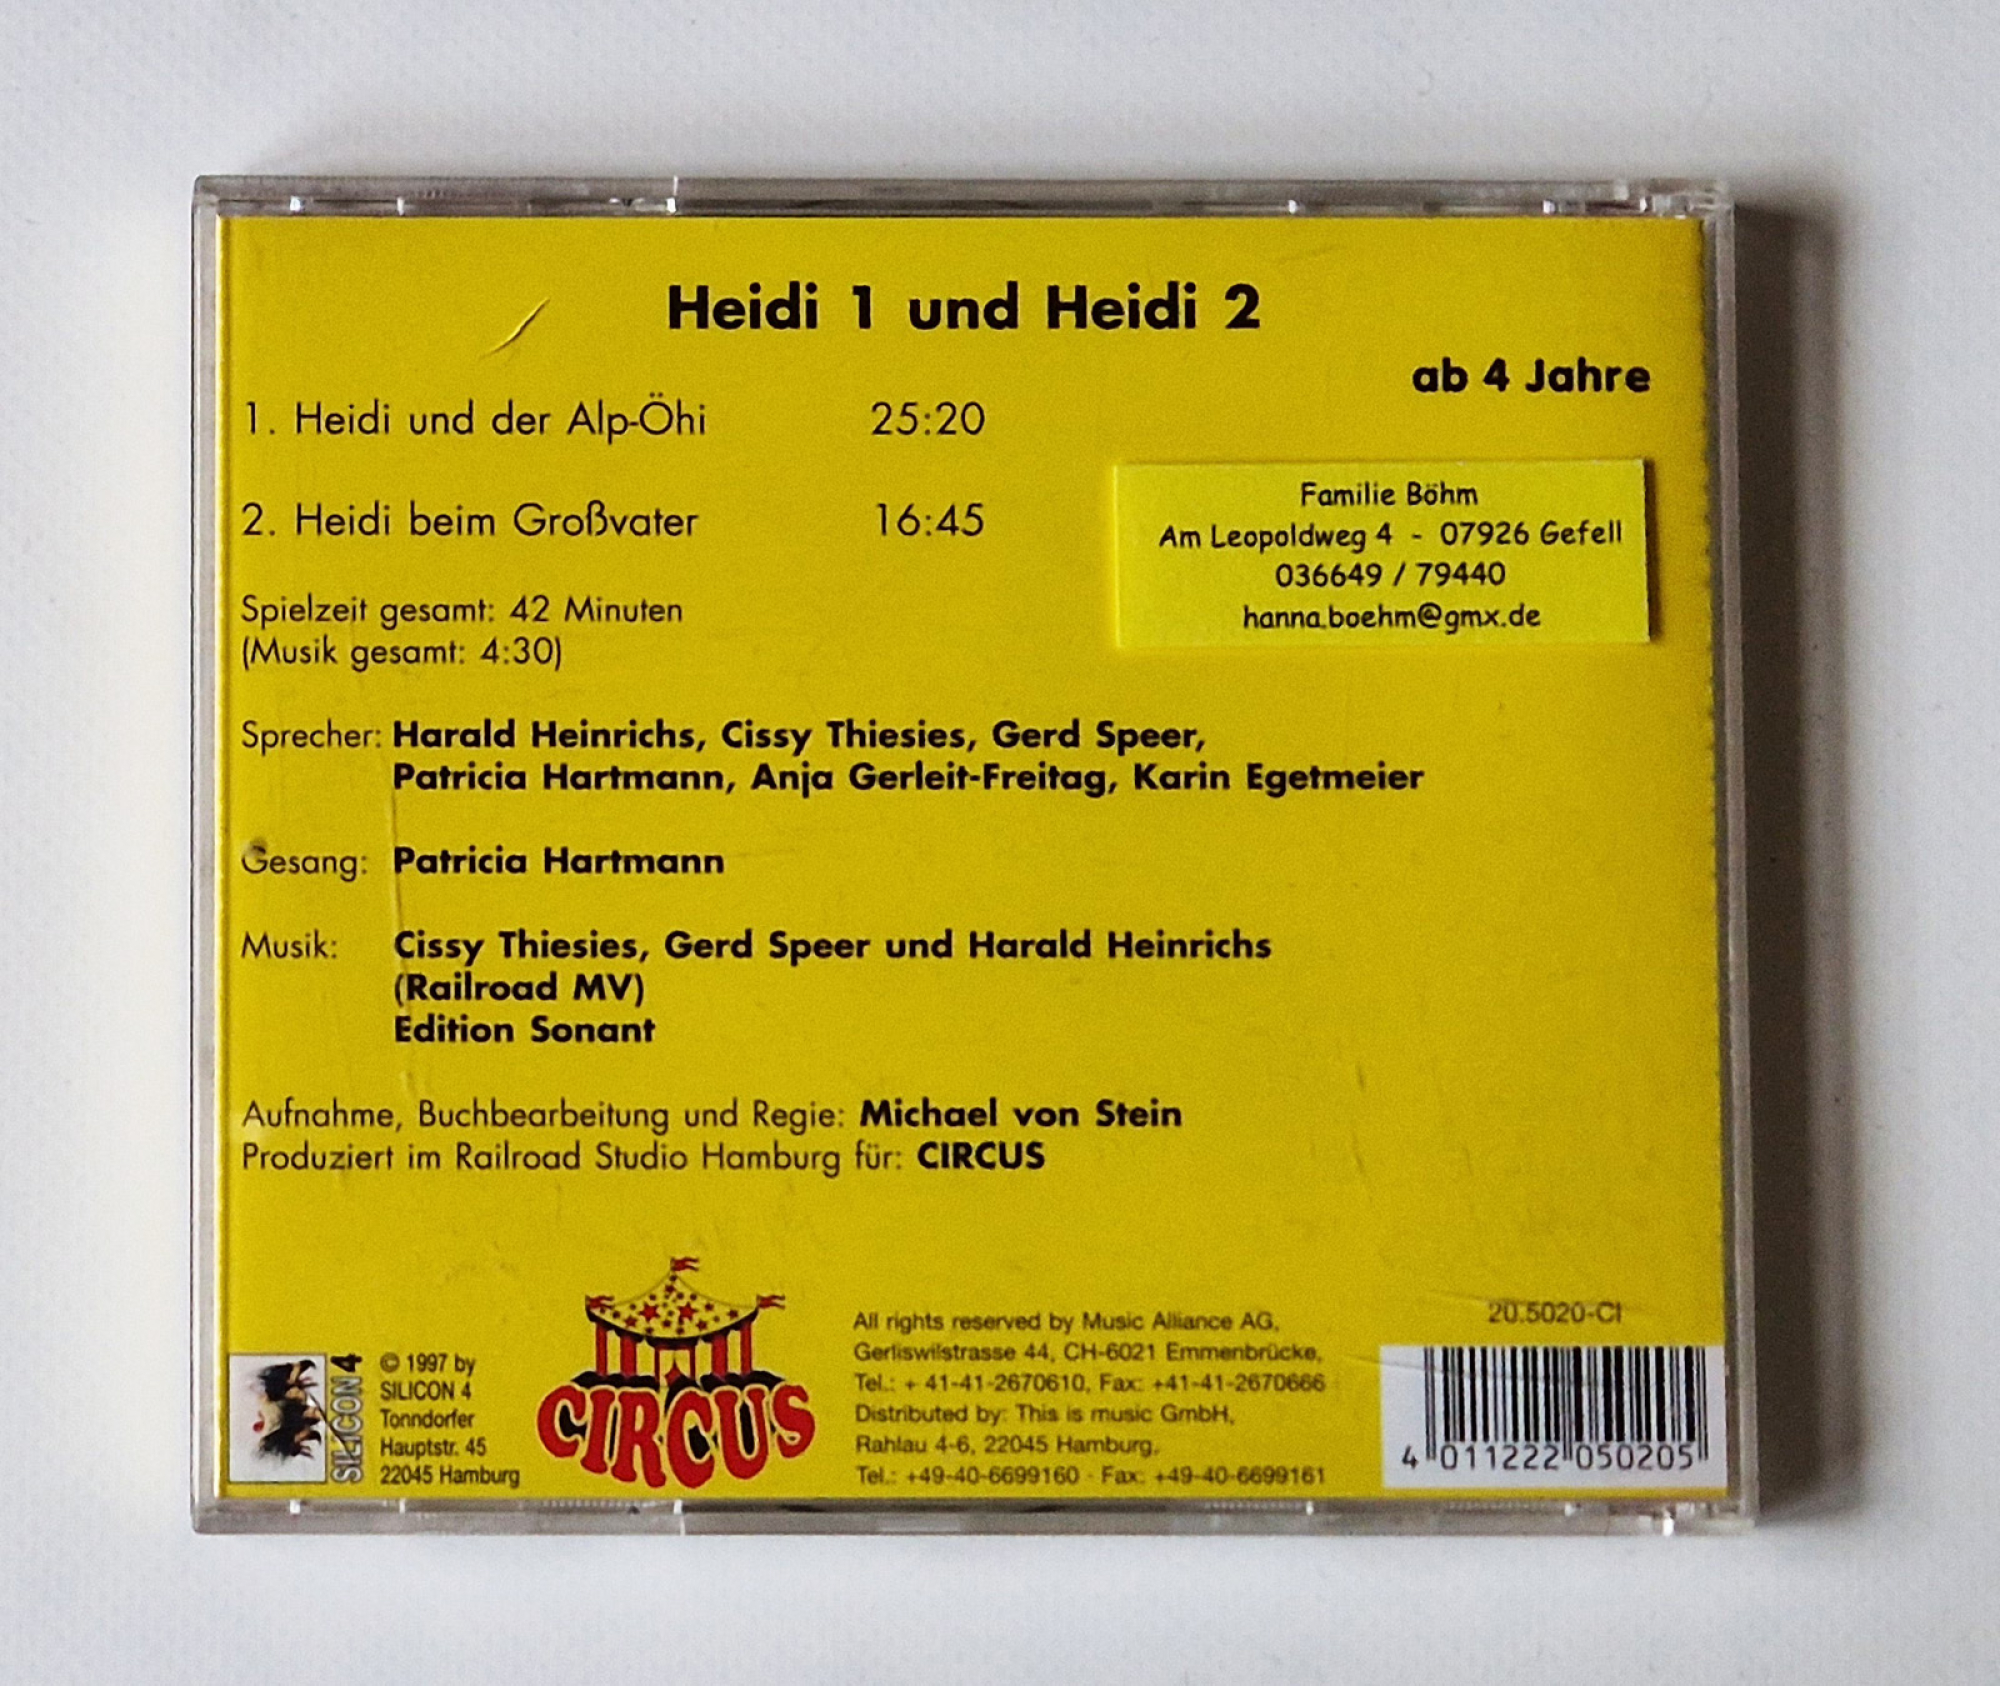 Heidi 1 und Heidi 2
ab 4 Jahre
1. Heidi und der Alp-Öhi 25:20
2. Heidi beim Großvater 16:45
Familie Böhm
Am Leopoldweg 4 - 07926 Gefell
036649 / 79440
hanna.boehm@gmx.de
Spielzeit gesamt: 42 Minuten
(Musik gesamt: 4:30)
Sprecher: Harald Heinrichs, Cissy Thiesies, Gerd Speer,
Patricia Hartmann, Anja Gerleit-Freitag, Karin Egetmeier
Gesang: Patricia Hartmann
Musik: Cissy Thiesies, Gerd Speer und Harald Heinrichs
(Railroad MV)
Edition Sonant
Aufnahme, Buchbearbeitung und Regie: Michael von Stein
Produziert im Railroad Studio Hamburg für: CIRCUS
SILICON 4
© 1997 by
SILICON 4
Tonndorfer
Hauptstr. 45
22045 Hamburg
CIRCUS
All rights reserved by Music Alliance AG,
Gerliswilstrasse 44, CH-6021 Emmenbrücke,
Tel.: + 41-41-2670610, Fax: +41-41-2670666
Distributed by: This is music GmbH,
Rahlau 4-6, 22045 Hamburg,
Tel.: +49-40-6699160 - Fax: +49-40-6699161
20.5020-CI
4 011222 050205